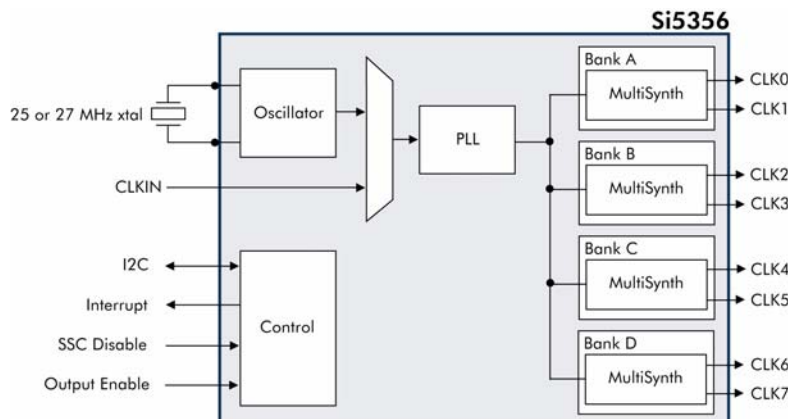 Si5356
Bank A
MultiSynth
CLK0
CLK1
25 or 27 MHz xtal
Oscillator
PLL
CLKIN
Bank B
MultiSynth
CLK2
CLK3
I2C
Interrupt
SSC Disable
Output Enable
Control
Bank C
MultiSynth
CLK4
CLK5
Bank D
MultiSynth
CLK6
CLK7